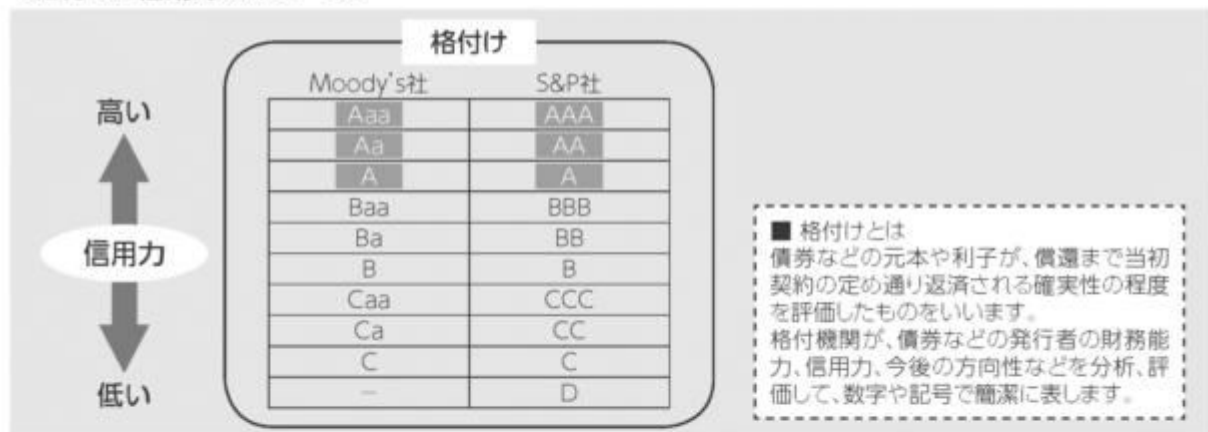 格付け
Moody's社 S&P社
高い
Aaa AAA
Aa AA
A A
Baa BBB
Ba BB
信用力
B B
Caa CCC
Ca CC
C C
低い
— D
■ 格付けとは
債券などの元本や利子が、償還まで当初
契約の定め通り返済される確実性の程度
を評価したものをいいます。
格付機関が、債券などの発行者の財務能
力、信用力、今後の方向性などを分析、評
価して、数字や記号で簡潔に表します。